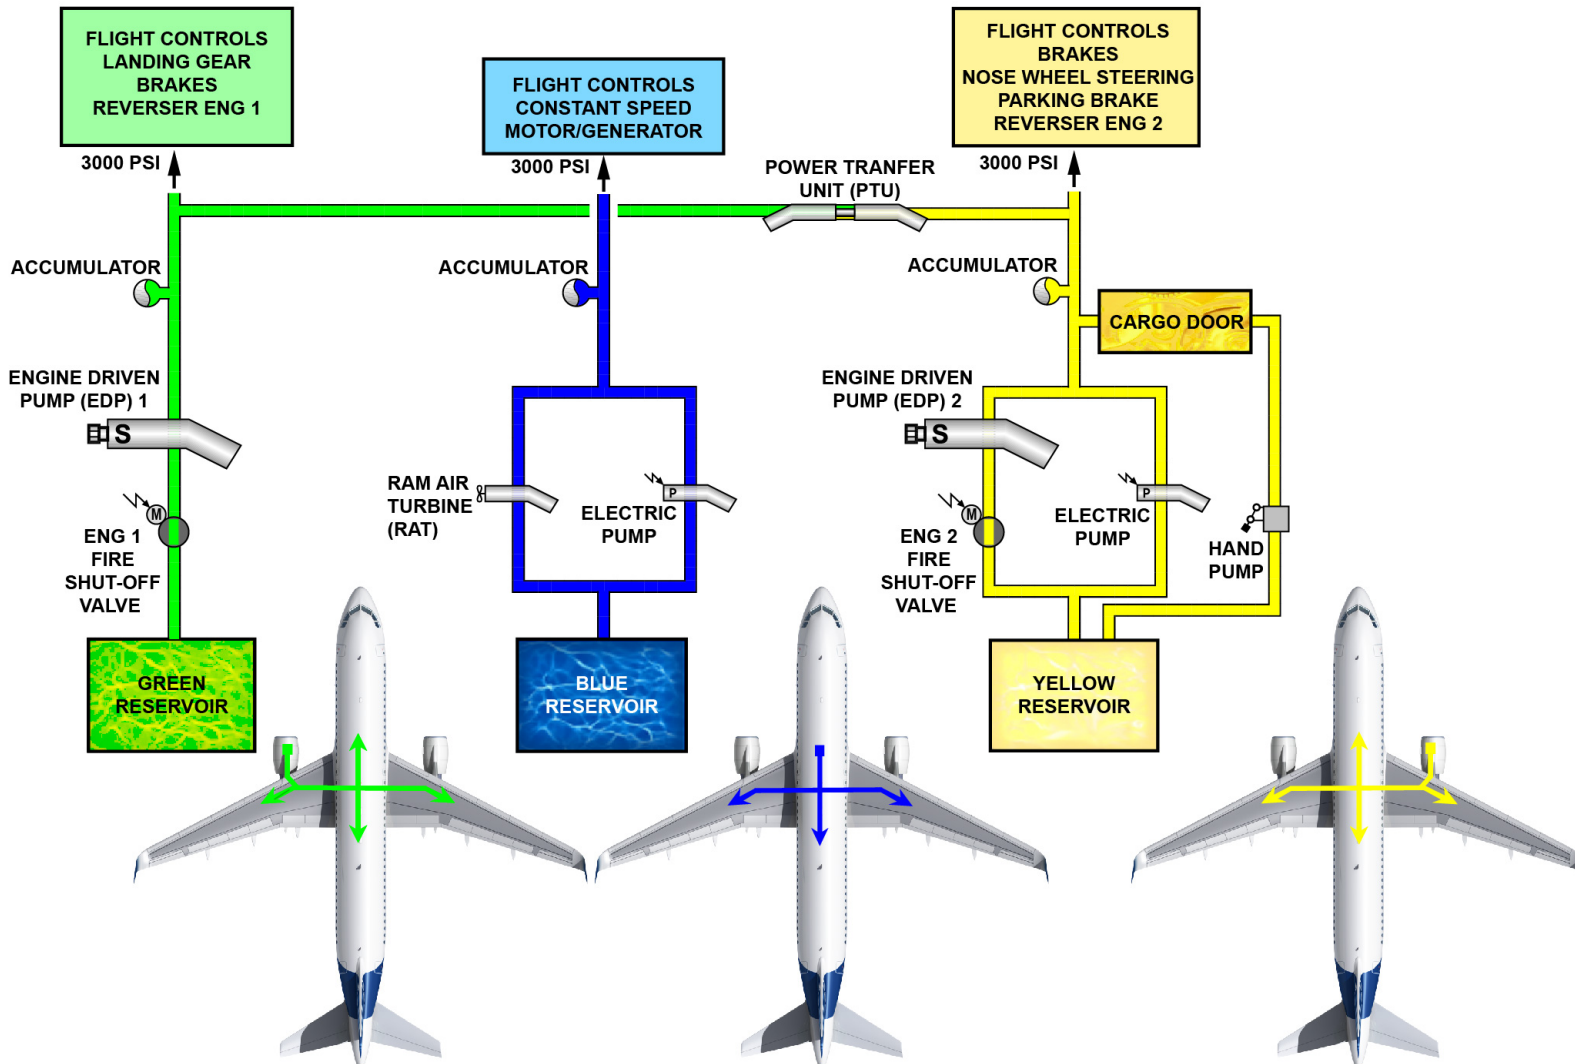 FLIGHT CONTROLS
LANDING GEAR
BRAKES
REVERSER ENG 1
FLIGHT CONTROLS
CONSTANT SPEED
MOTOR/GENERATOR
FLIGHT CONTROLS
BRAKES
NOSE WHEEL STEERING
PARKING BRAKE
REVERSER ENG 2
3000 PSI
3000 PSI
3000 PSI
POWER TRANFER
UNIT (PTU)
ACCUMULATOR
ACCUMULATOR
ACCUMULATOR
CARGO DOOR
ENGINE DRIVEN
PUMP (EDP) 1
S
ENGINE DRIVEN
PUMP (EDP) 2
S
RAM AIR
TURBINE
(RAT)
P
ELECTRIC
PUMP
P
ELECTRIC
PUMP
M
ENG 1
FIRE
SHUT-OFF
VALVE
M
ENG 2
FIRE
SHUT-OFF
VALVE
HAND
PUMP
GREEN
RESERVOIR
BLUE
RESERVOIR
YELLOW
RESERVOIR